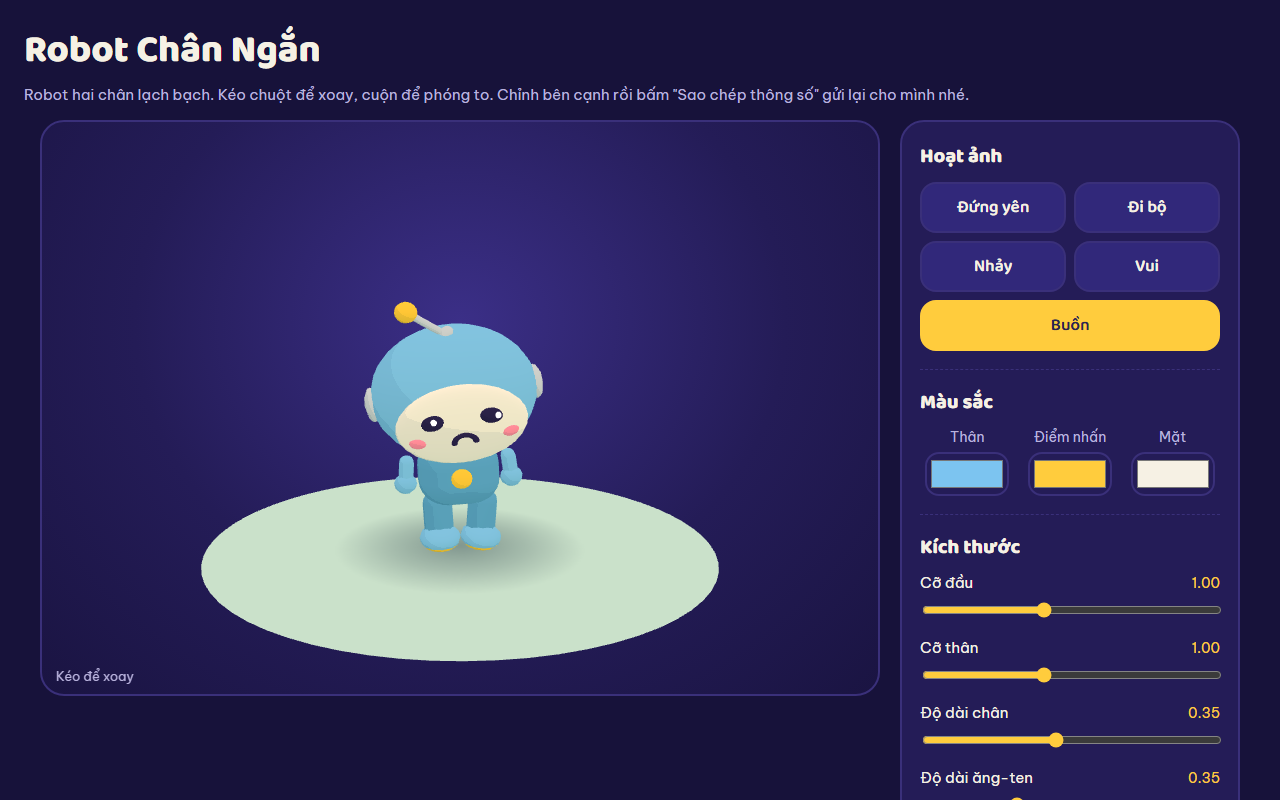 Robot Chân Ngắn
Robot hai chân lạch bạch. Kéo chuột để xoay, cuộn để phóng to. Chỉnh bên cạnh rồi bấm "Sao chép thông số" gửi lại cho mình nhé.
Kéo để xoay
Hoạt ảnh
Đứng yên
Đi bộ
Nhảy
Vui
Buồn
Màu sắc
Thân
Điểm nhấn
Mặt
Kích thước
Cỡ đầu 1.00
Cỡ thân 1.00
Độ dài chân 0.35
Độ dài ăng-ten 0.35